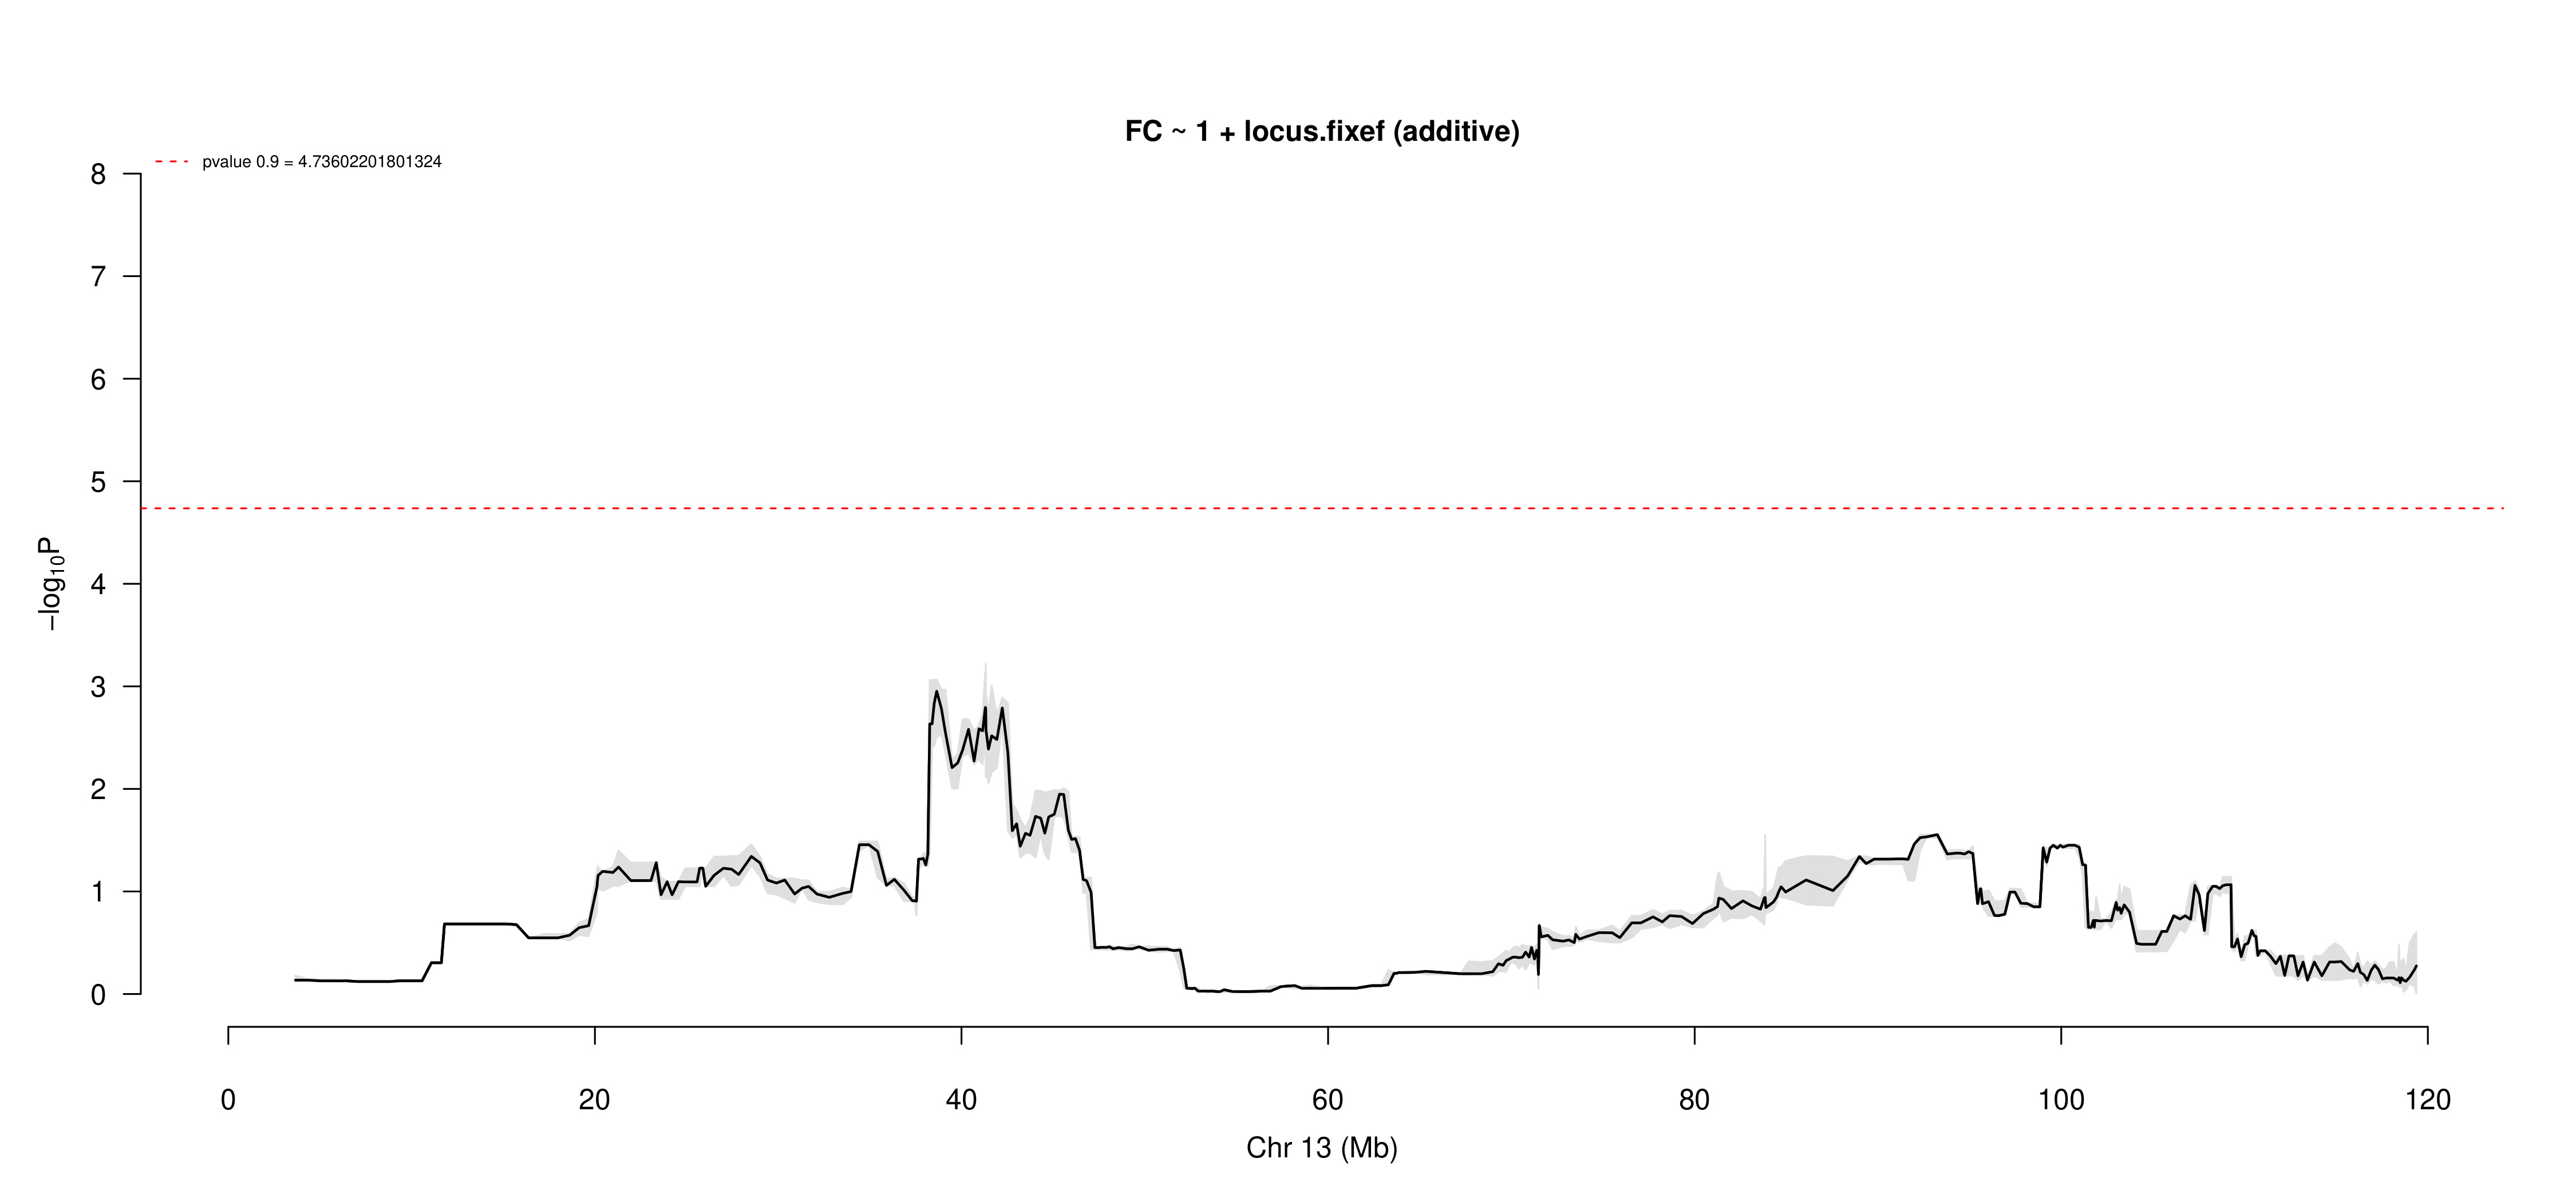 FC ~ 1 + locus.fixef (additive)
pvalue 0.9 = 4.73602201801324
8
7
6
5
4
3
2
1
0
−log10P
0 20 40 60 80 100 120
Chr 13 (Mb)